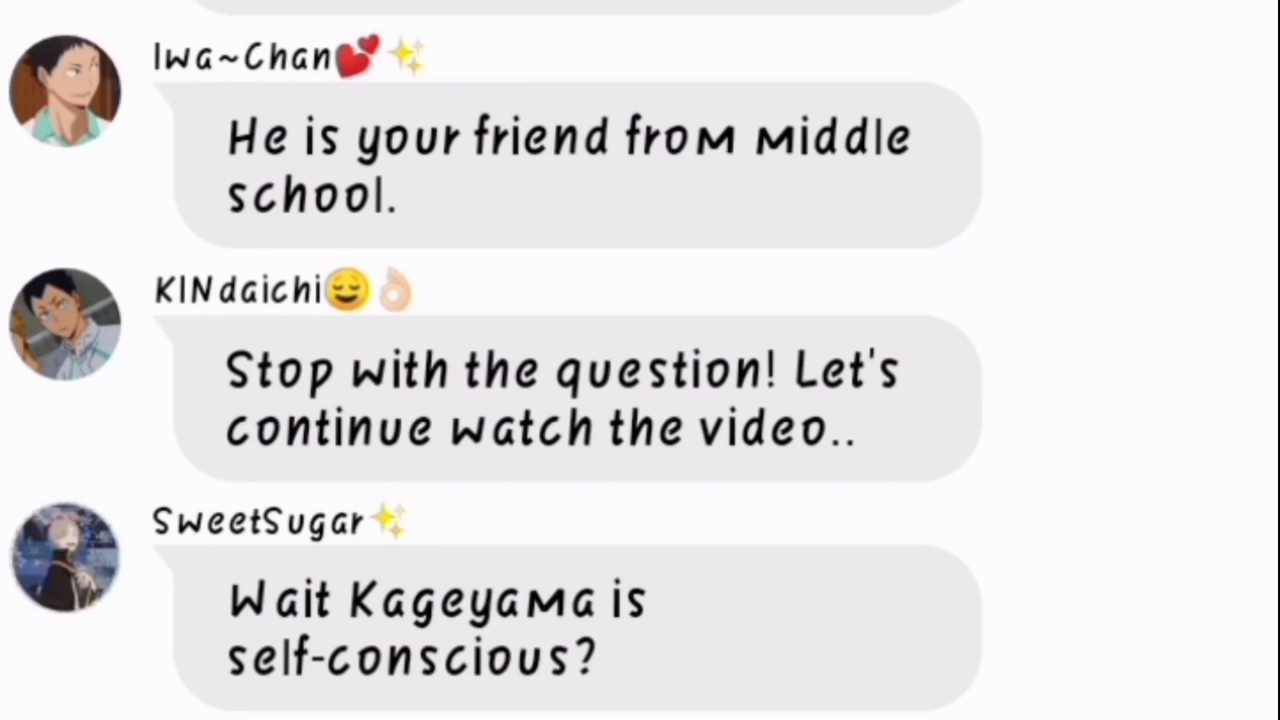 Iwa~Chan💕✨
He is your friend from middle
school.
KINdaichi😌👌🏻
Stop with the question! Let's
continue watch the video..
SweetSugar✨
Wait Kageyama is
self-conscious?